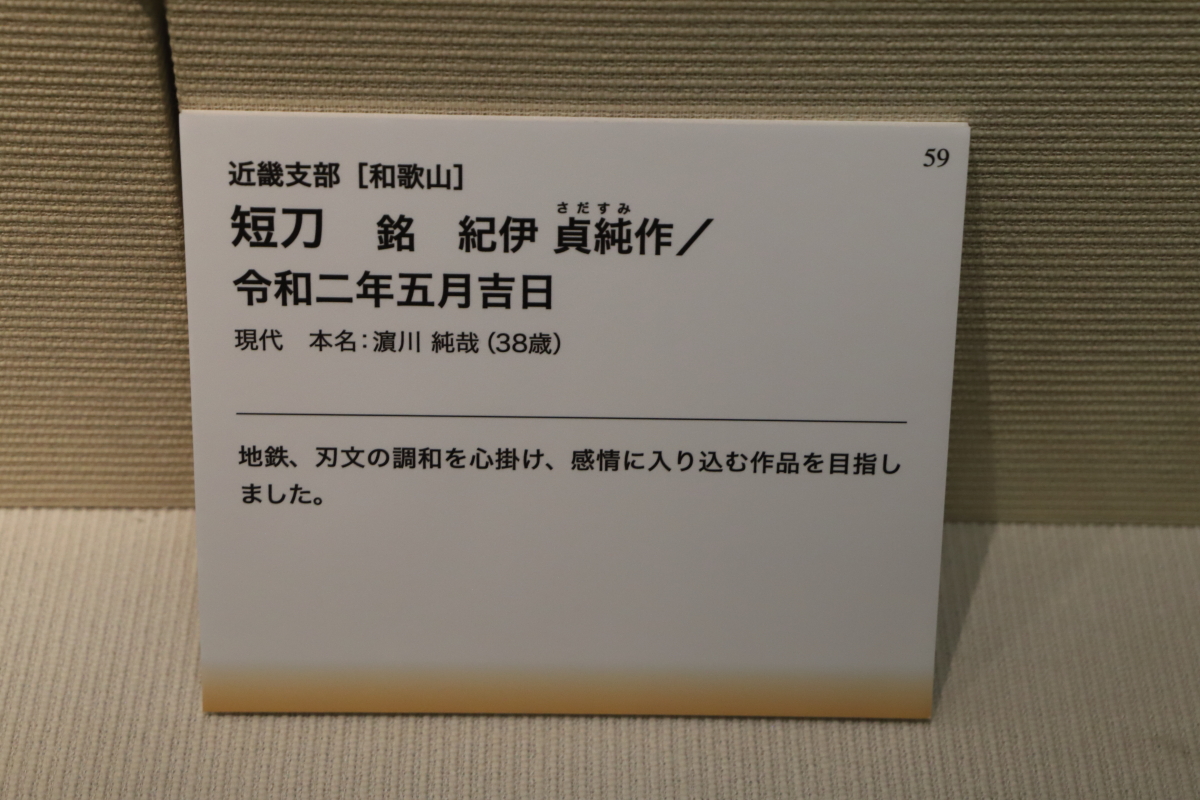 59
近畿支部［和歌山］
さだすみ
短刀　銘　紀伊 貞純作／
令和二年五月吉日
現代　本名：濵川 純哉（38歳）
地鉄、刃文の調和を心掛け、感情に入り込む作品を目指し
ました。